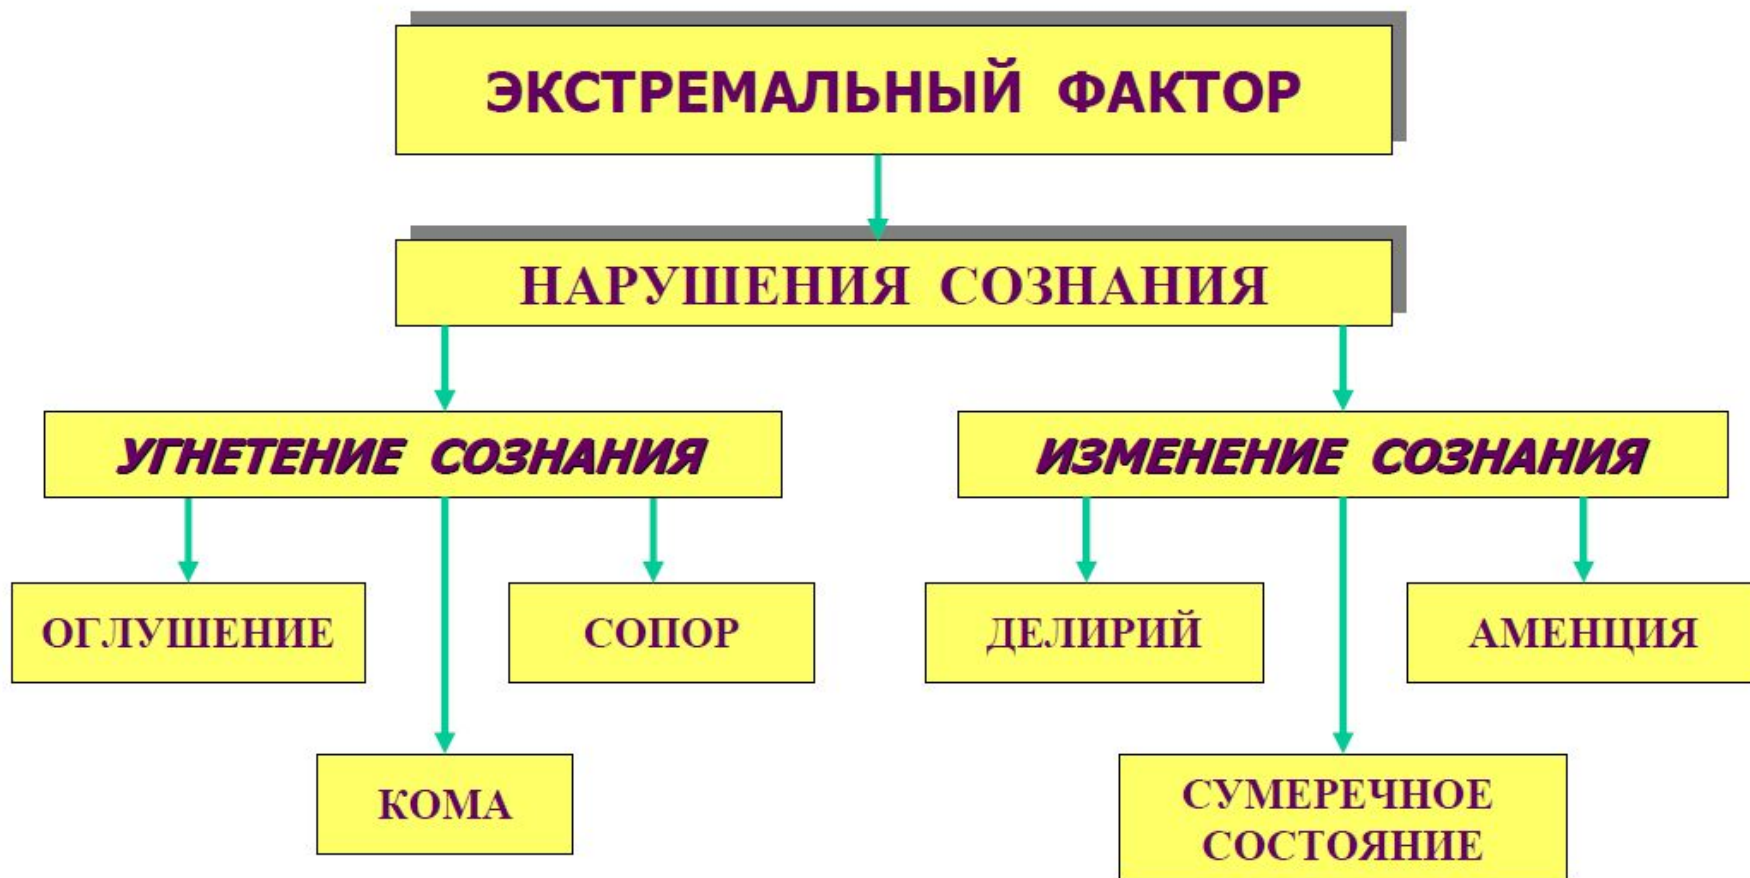 ЭКСТРЕМАЛЬНЫЙ ФАКТОР
НАРУШЕНИЯ СОЗНАНИЯ
УГНЕТЕНИЕ СОЗНАНИЯ
ИЗМЕНЕНИЕ СОЗНАНИЯ
ОГЛУШЕНИЕ
СОПОР
ДЕЛИРИЙ
АМЕНЦИЯ
КОМА
СУМЕРЕЧНОЕ
СОСТОЯНИЕ